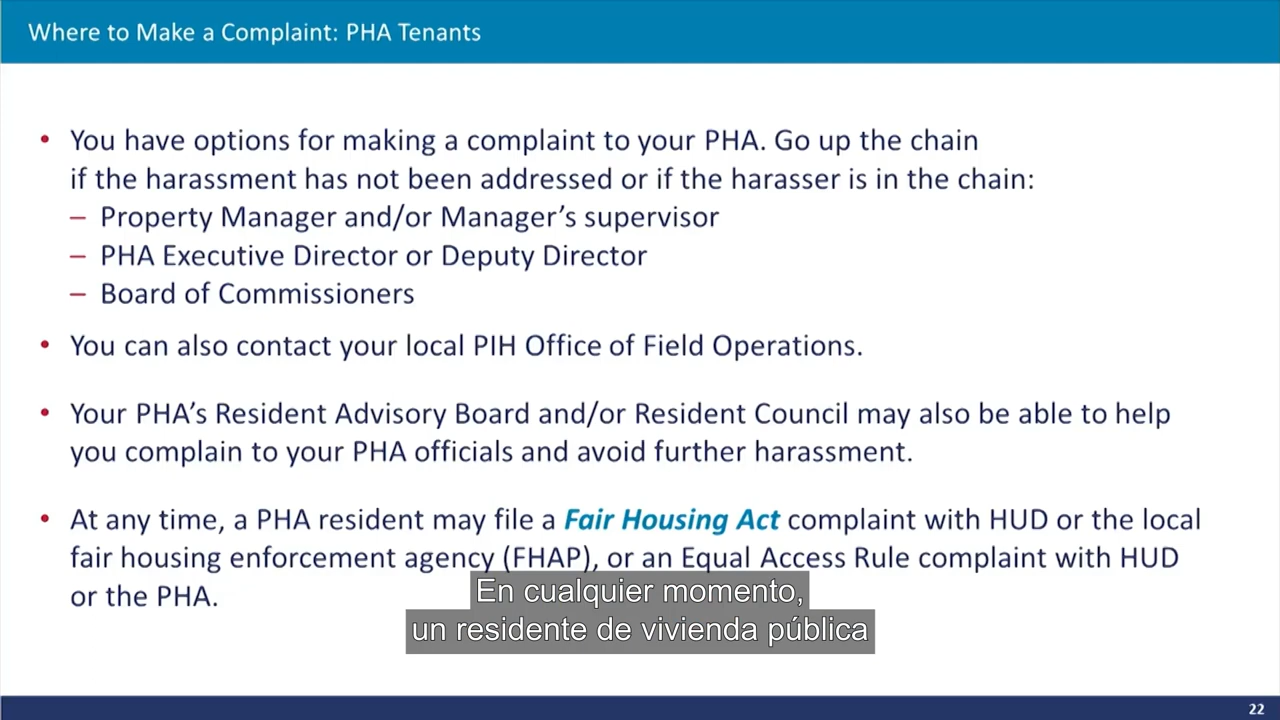 Where to Make a Complaint: PHA Tenants
• You have options for making a complaint to your PHA. Go up the chain
if the harassment has not been addressed or if the harasser is in the chain:
– Property Manager and/or Manager’s supervisor
– PHA Executive Director or Deputy Director
– Board of Commissioners
• You can also contact your local PIH Office of Field Operations.
• Your PHA’s Resident Advisory Board and/or Resident Council may also be able to help
you complain to your PHA officials and avoid further harassment.
• At any time, a PHA resident may file a Fair Housing Act complaint with HUD or the local
fair housing enforcement agency (FHAP), or an Equal Access Rule complaint with HUD
or the PHA.
En cualquier momento,
un residente de vivienda pública
22